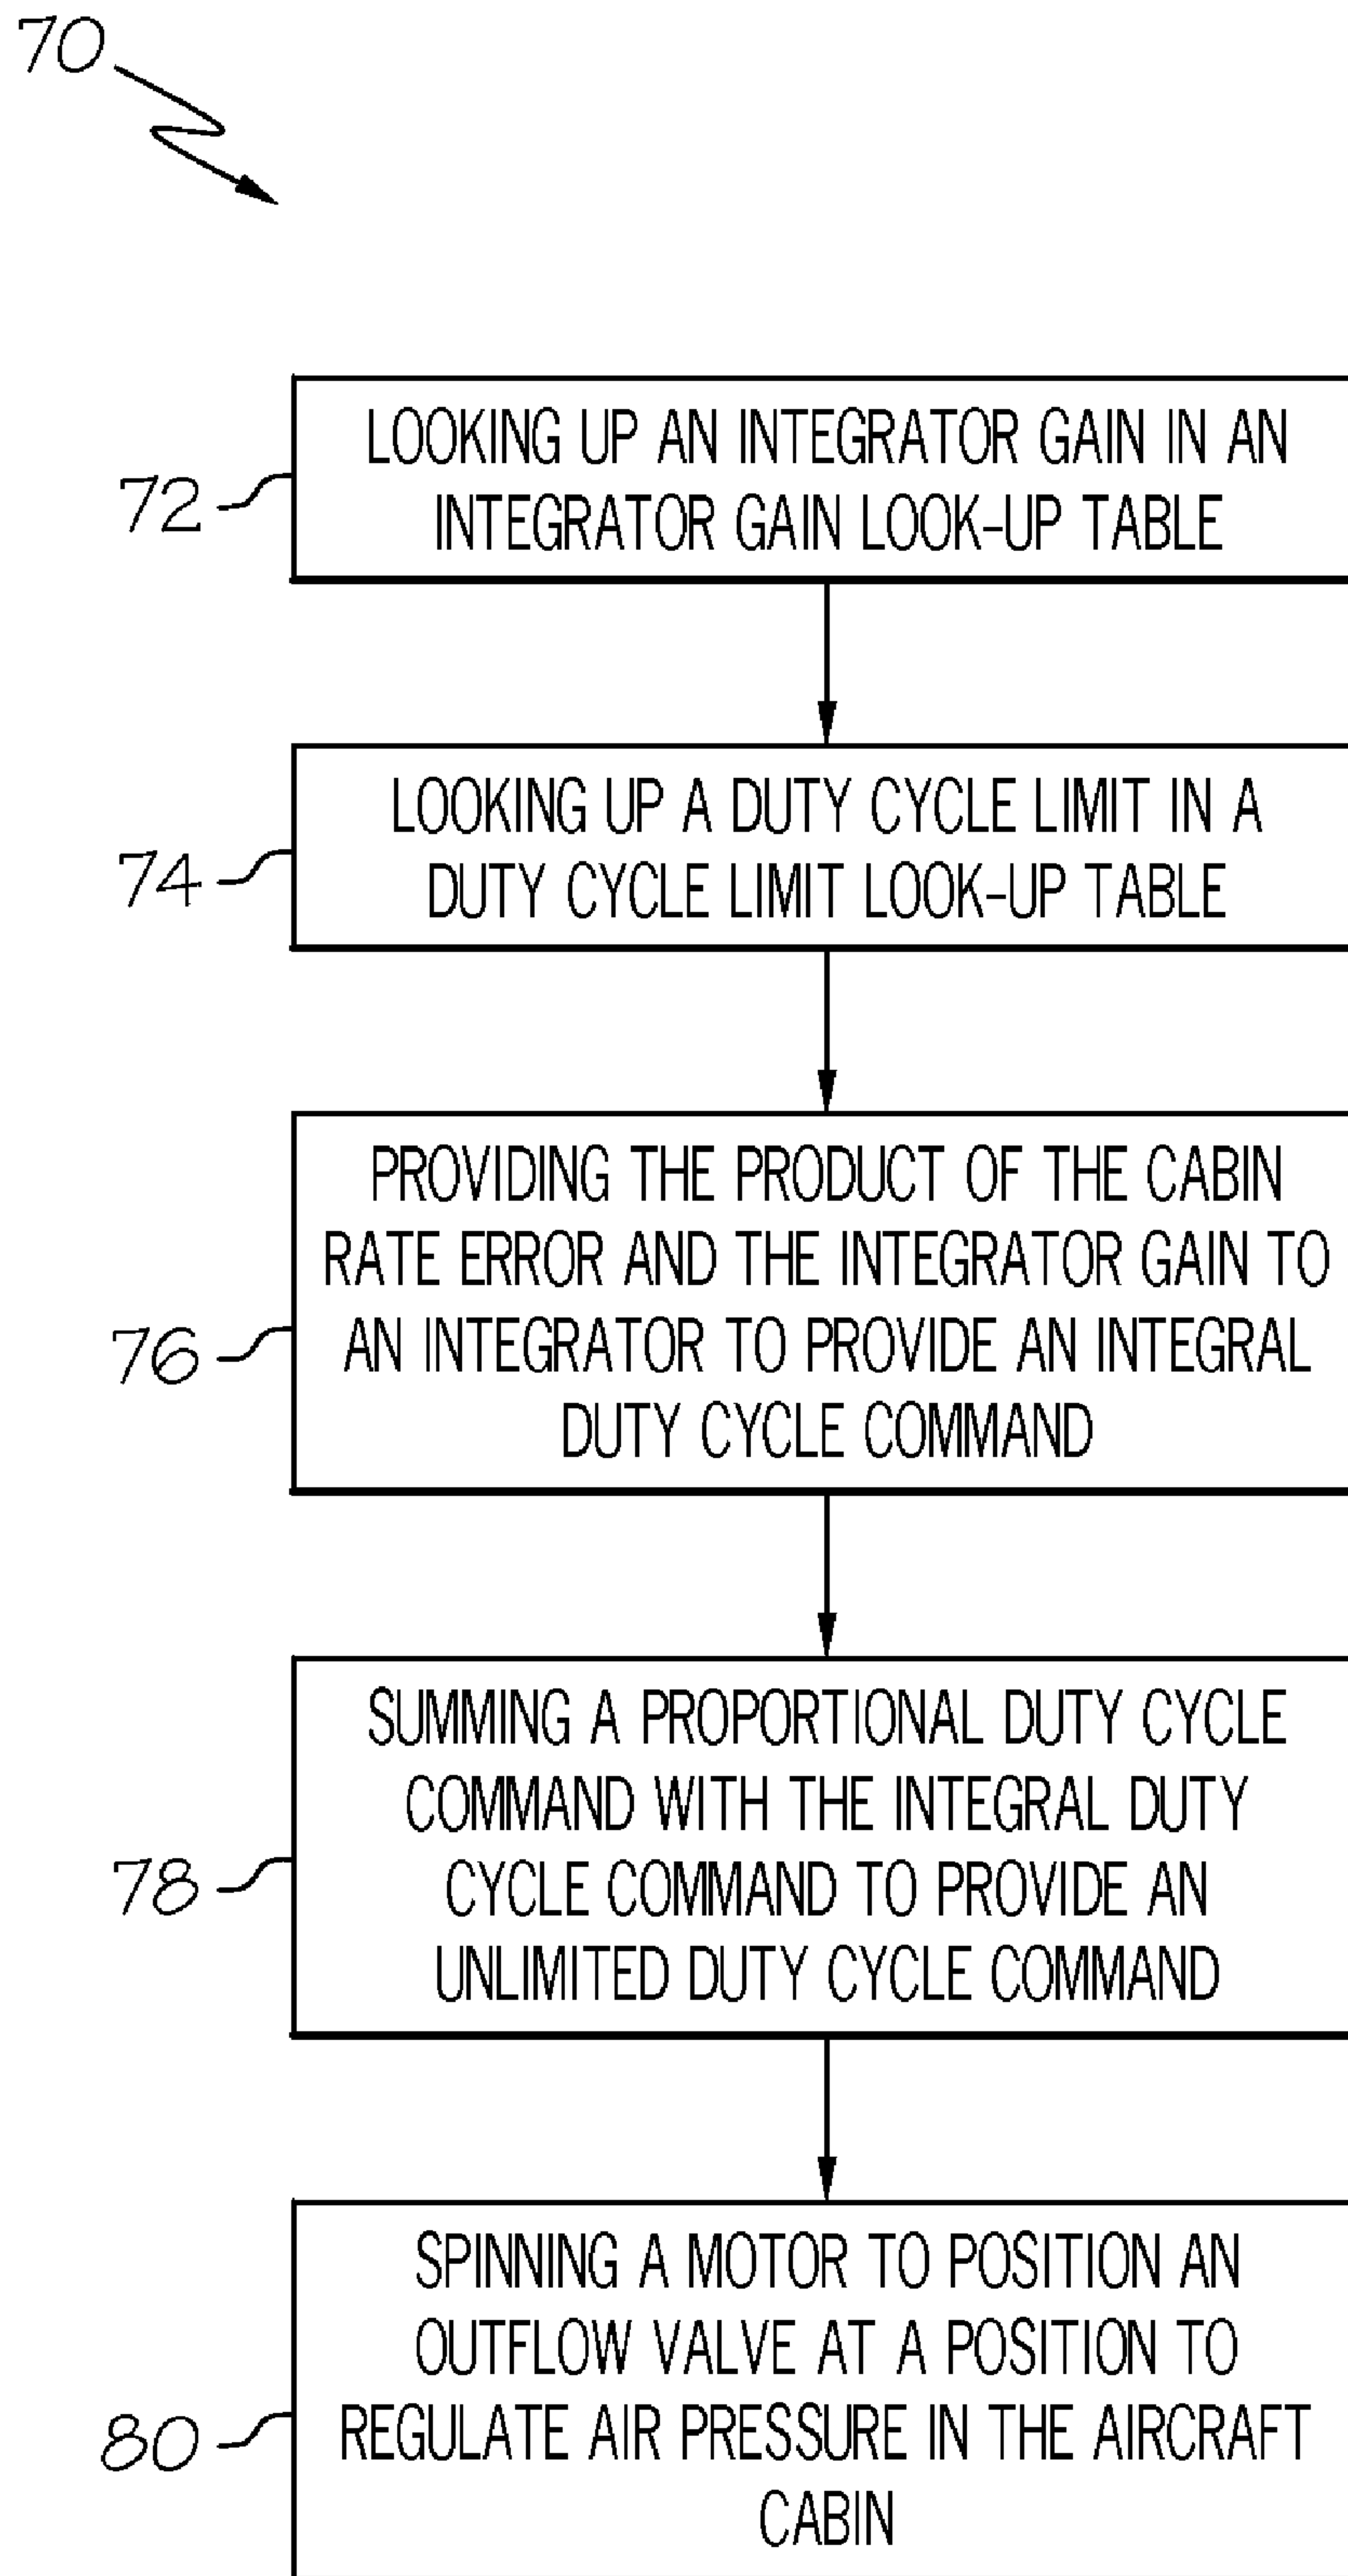 70
72
LOOKING UP AN INTEGRATOR GAIN IN AN
INTEGRATOR GAIN LOOK-UP TABLE
74
LOOKING UP A DUTY CYCLE LIMIT IN A
DUTY CYCLE LIMIT LOOK-UP TABLE
76
PROVIDING THE PRODUCT OF THE CABIN
RATE ERROR AND THE INTEGRATOR GAIN TO
AN INTEGRATOR TO PROVIDE AN INTEGRAL
DUTY CYCLE COMMAND
78
SUMMING A PROPORTIONAL DUTY CYCLE
COMMAND WITH THE INTEGRAL DUTY
CYCLE COMMAND TO PROVIDE AN
UNLIMITED DUTY CYCLE COMMAND
80
SPINNING A MOTOR TO POSITION AN
OUTFLOW VALVE AT A POSITION TO
REGULATE AIR PRESSURE IN THE AIRCRAFT
CABIN